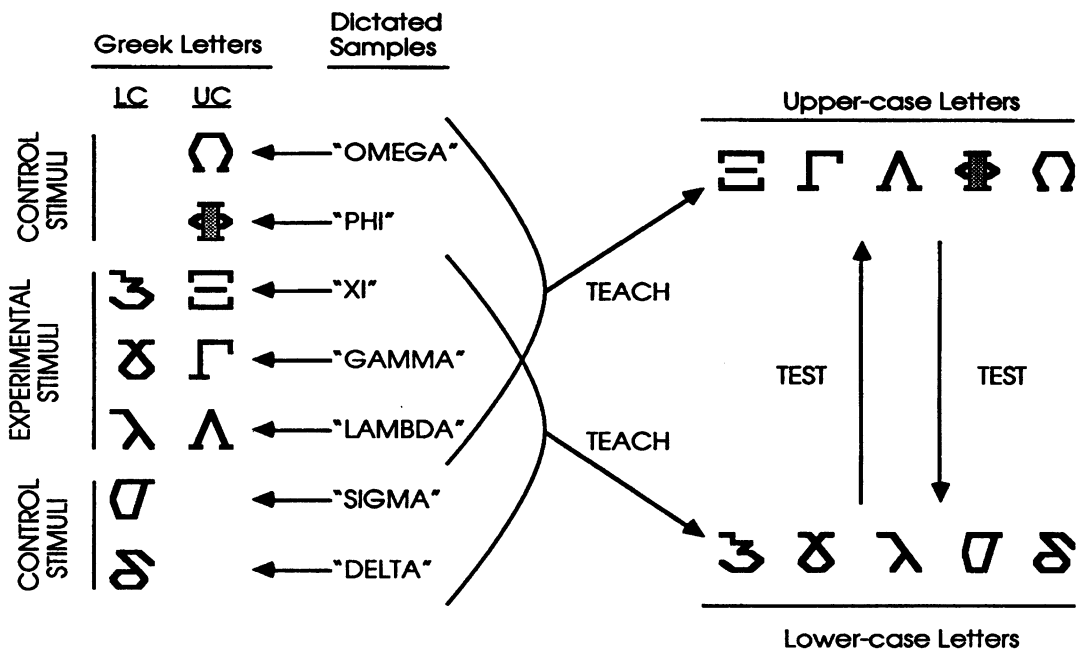 Greek Letters
Dictated
Samples
LC UC
CONTROL
STIMULI
Ω "OMEGA"
Φ "PHI"
EXPERIMENTAL
STIMULI
ξ Ξ "XI"
γ Γ "GAMMA"
λ Λ "LAMBDA"
CONTROL
STIMULI
σ "SIGMA"
δ "DELTA"
TEACH
TEACH
Upper-case Letters
Ξ Γ Λ Φ Ω
TEST TEST
ξ γ λ σ δ
Lower-case Letters